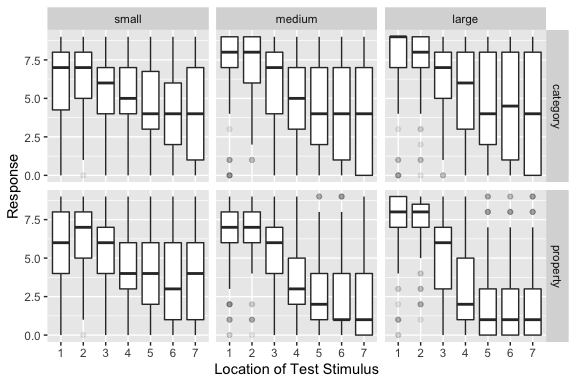 small medium large
7.5
5.0
2.5
0.0
category
Response
7.5
5.0
2.5
0.0
property
1 2 3 4 5 6 7 1 2 3 4 5 6 7 1 2 3 4 5 6 7
Location of Test Stimulus